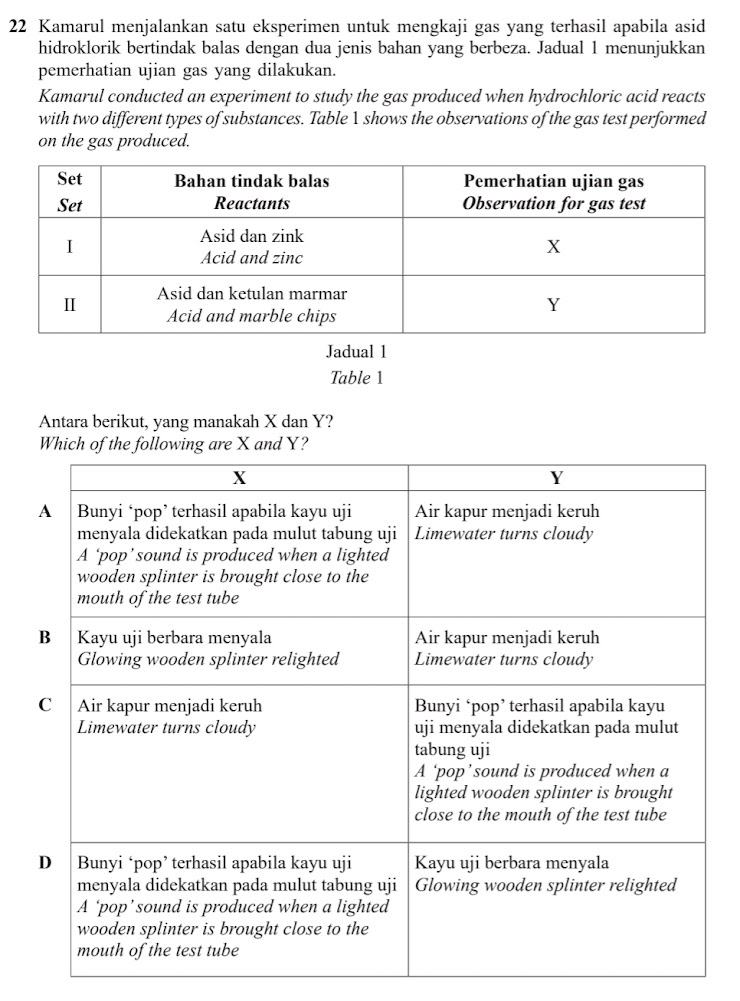 22 Kamarul menjalankan satu eksperimen untuk mengkaji gas yang terhasil apabila asid
hidroklorik bertindak balas dengan dua jenis bahan yang berbeza. Jadual 1 menunjukkan
pemerhatian ujian gas yang dilakukan.
Kamarul conducted an experiment to study the gas produced when hydrochloric acid reacts
with two different types of substances. Table 1 shows the observations of the gas test performed
on the gas produced.
Set
Set
Bahan tindak balas
Reactants
Pemerhatian ujian gas
Observation for gas test
I
Asid dan zink
Acid and zinc
X
II
Asid dan ketulan marmar
Acid and marble chips
Y
Jadual 1
Table 1
Antara berikut, yang manakah X dan Y?
Which of the following are X and Y?
X
Y
A
Bunyi ‘pop’ terhasil apabila kayu uji
menyala didekatkan pada mulut tabung uji
A ‘pop’ sound is produced when a lighted
wooden splinter is brought close to the
mouth of the test tube
Air kapur menjadi keruh
Limewater turns cloudy
B
Kayu uji berbara menyala
Glowing wooden splinter relighted
Air kapur menjadi keruh
Limewater turns cloudy
C
Air kapur menjadi keruh
Limewater turns cloudy
Bunyi ‘pop’ terhasil apabila kayu
uji menyala didekatkan pada mulut
tabung uji
A ‘pop’ sound is produced when a
lighted wooden splinter is brought
close to the mouth of the test tube
D
Bunyi ‘pop’ terhasil apabila kayu uji
menyala didekatkan pada mulut tabung uji
A ‘pop’ sound is produced when a lighted
wooden splinter is brought close to the
mouth of the test tube
Kayu uji berbara menyala
Glowing wooden splinter relighted